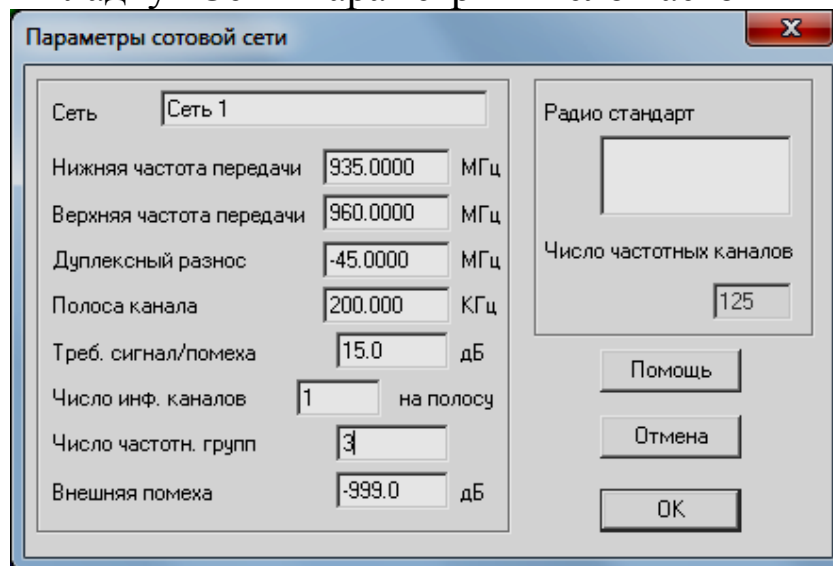 Параметры сотовой сети
Сеть Сеть 1
Нижняя частота передачи 935.0000 МГц
Верхняя частота передачи 960.0000 МГц
Дуплексный разнос -45.0000 МГц
Полоса канала 200.000 КГц
Треб. сигнал/помеха 15.0 дБ
Число инф. каналов 1 на полосу
Число частотн. групп 3
Внешняя помеха -999.0 дБ
Радио стандарт
Число частотных каналов
125
Помощь
Отмена
OK